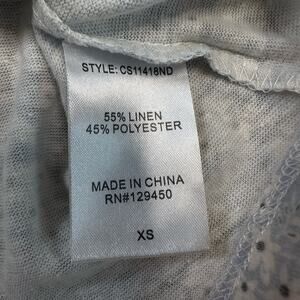 STYLE: CS11418ND
55% LINEN
45% POLYESTER
MADE IN CHINA
RN#129450
XS